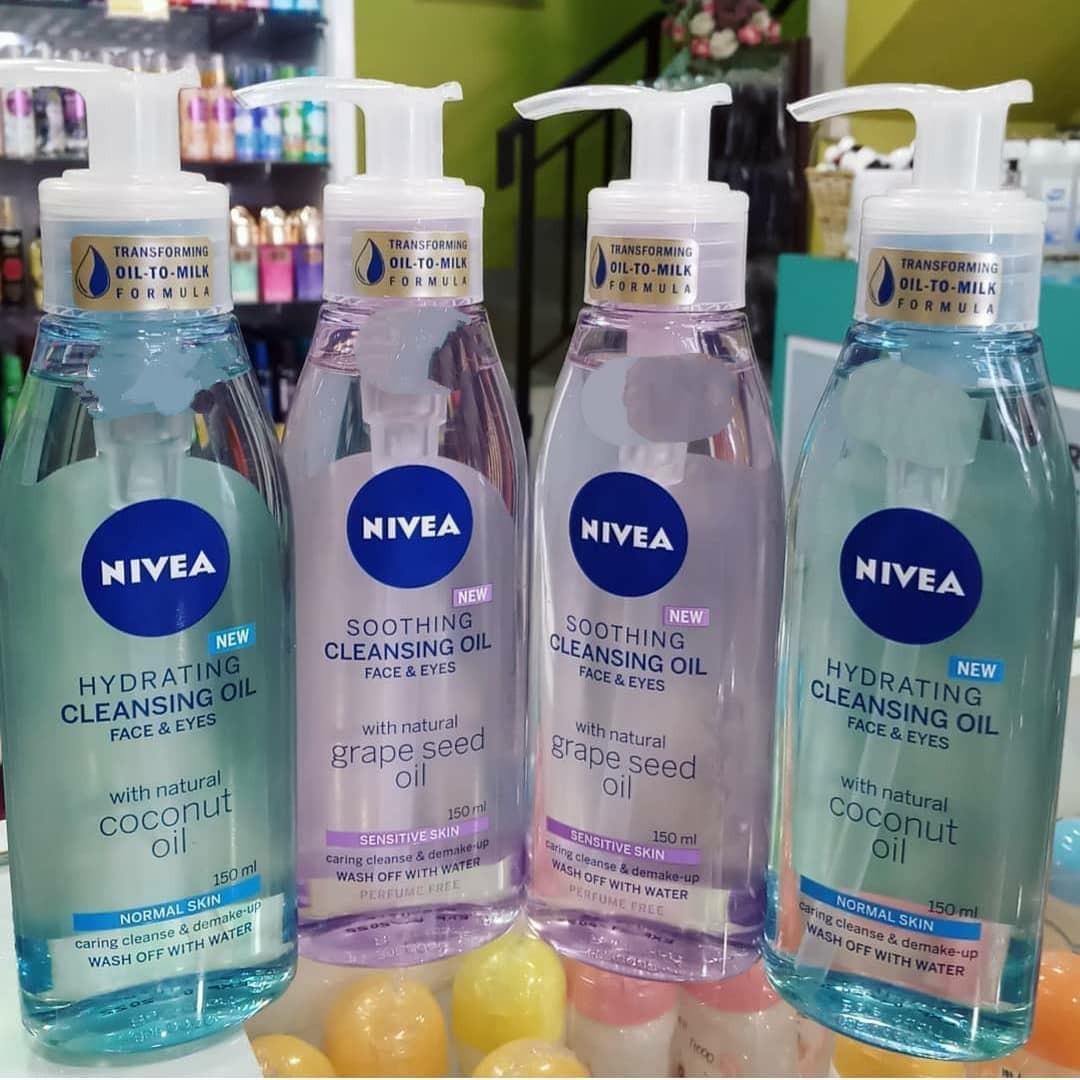 TRANSFORMING
OIL-TO-MILK
FORMULA
NIVEA
NEW
HYDRATING
CLEANSING OIL
FACE & EYES
with natural
coconut
oil
150 ml
NORMAL SKIN
caring cleanse & demake-up
WASH OFF WITH WATER
TRANSFORMING
OIL-TO-MILK
FORMULA
NIVEA
NEW
SOOTHING
CLEANSING OIL
FACE & EYES
with natural
grape seed
oil
150 ml
SENSITIVE SKIN
caring cleanse & demake-up
WASH OFF WITH WATER
PERFUME FREE
TRANSFORMING
OIL-TO-MILK
FORMULA
NIVEA
NEW
SOOTHING
CLEANSING OIL
FACE & EYES
with natural
grape seed
oil
150 ml
SENSITIVE SKIN
caring cleanse & demake-up
WASH OFF WITH WATER
PERFUME FREE
TRANSFORMING
OIL-TO-MILK
FORMULA
NIVEA
NEW
HYDRATING
CLEANSING OIL
FACE & EYES
with natural
coconut
oil
150 ml
NORMAL SKIN
caring cleanse & demake-up
WASH OFF WITH WATER